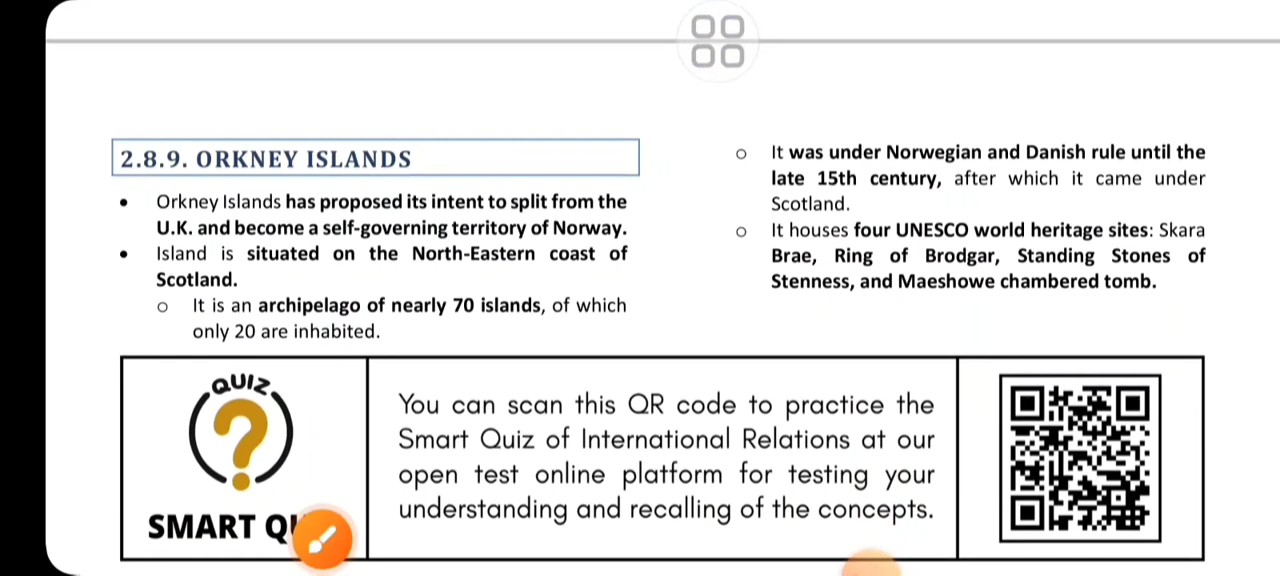 2.8.9. ORKNEY ISLANDS
• Orkney Islands has proposed its intent to split from the
U.K. and become a self-governing territory of Norway.
• Island is situated on the North-Eastern coast of
Scotland.
o It is an archipelago of nearly 70 islands, of which
only 20 are inhabited.
o It was under Norwegian and Danish rule until the
late 15th century, after which it came under
Scotland.
o It houses four UNESCO world heritage sites: Skara
Brae, Ring of Brodgar, Standing Stones of
Stenness, and Maeshowe chambered tomb.
QUIZ
?
SMART
You can scan this QR code to practice the
Smart Quiz of International Relations at our
open test online platform for testing your
understanding and recalling of the concepts.